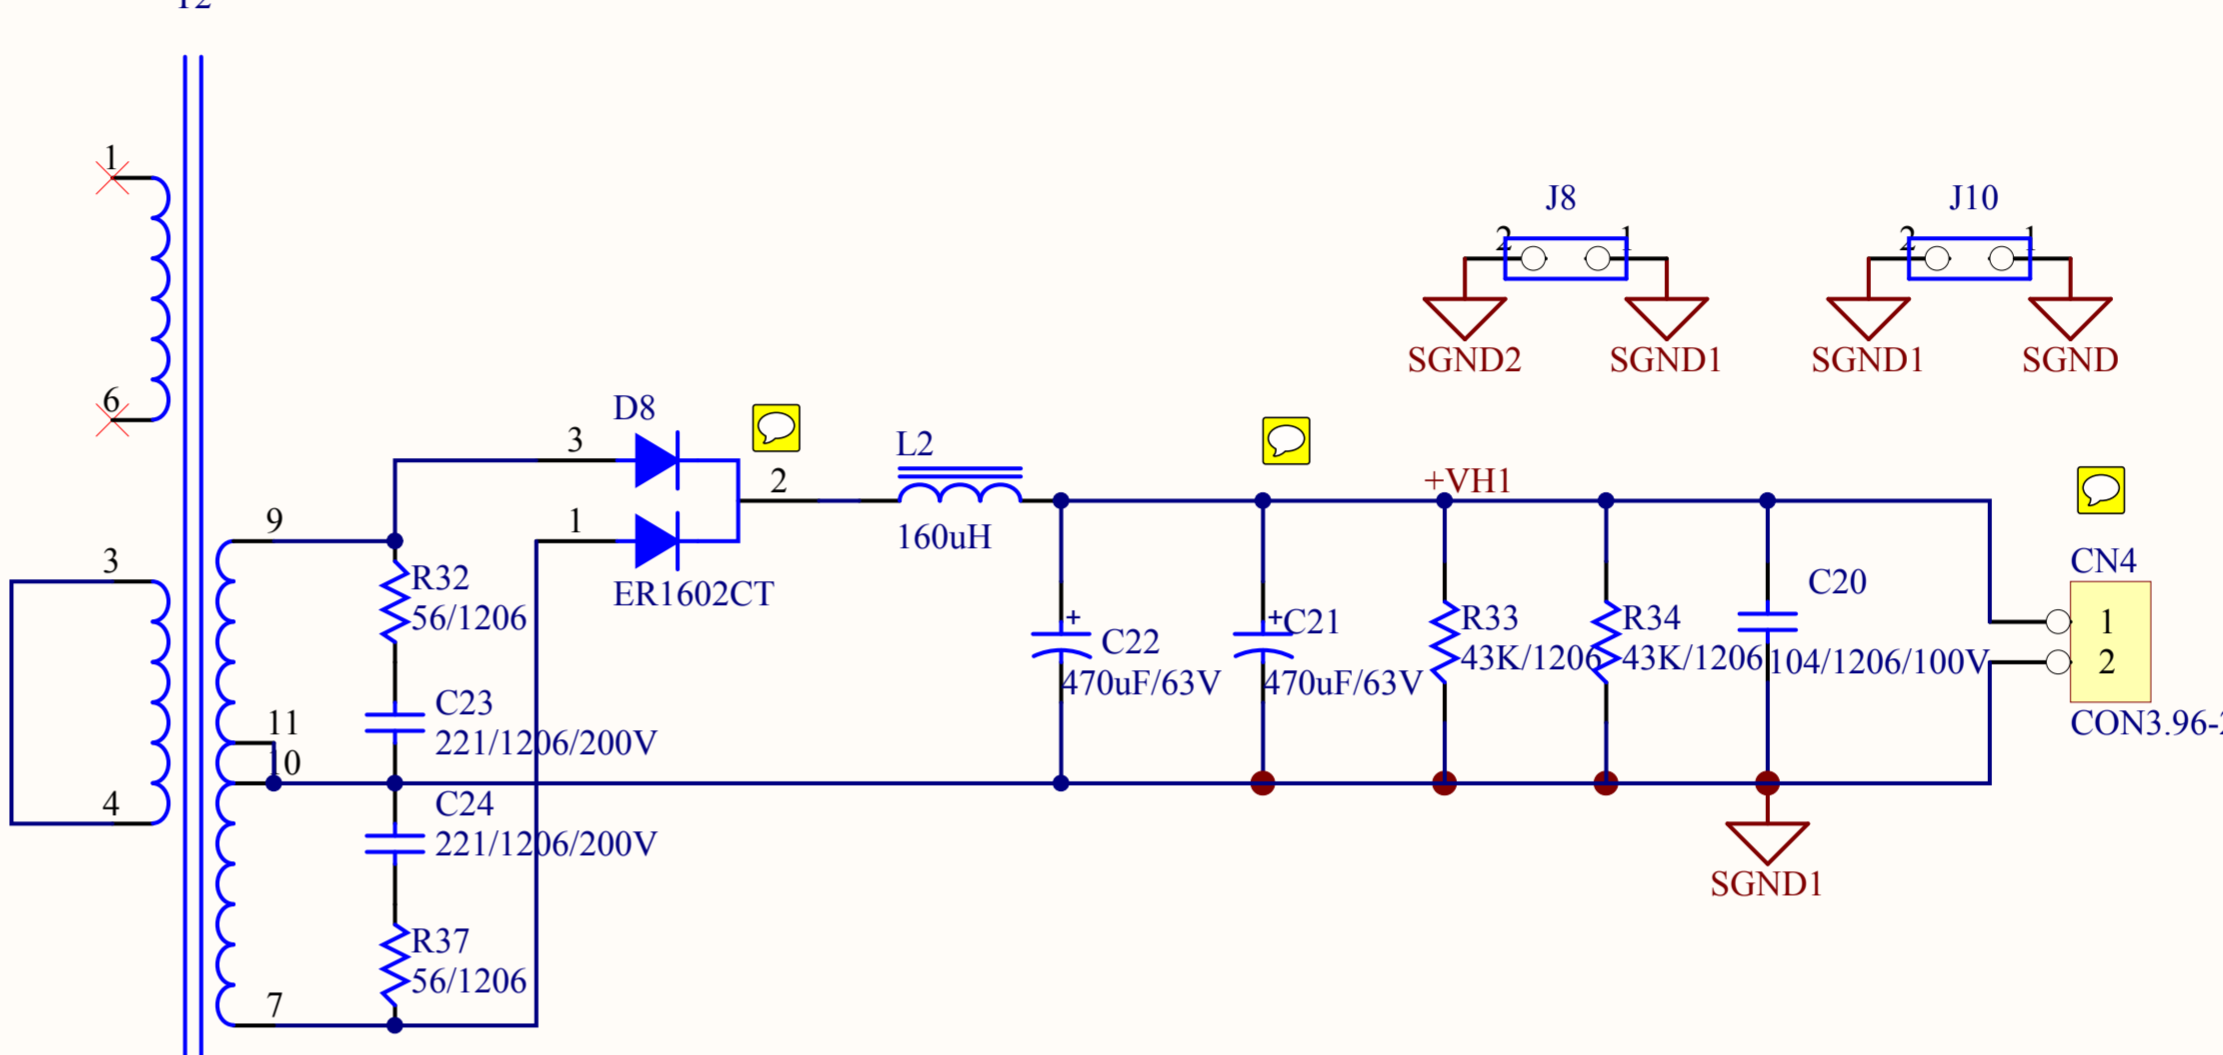 1
6
3
4
9
11
10
7
R32
56/1206
C23
221/1206/200V
C24
221/1206/200V
R37
56/1206
D8
3
1
2
ER1602CT
L2
160uH
+
C22
470uF/63V
+
C21
470uF/63V
+VH1
R33
43K/1206
R34
43K/1206
C20
104/1206/100V
SGND1
J8
2
1
SGND2
SGND1
J10
2
1
SGND1
SGND
CN4
1
2